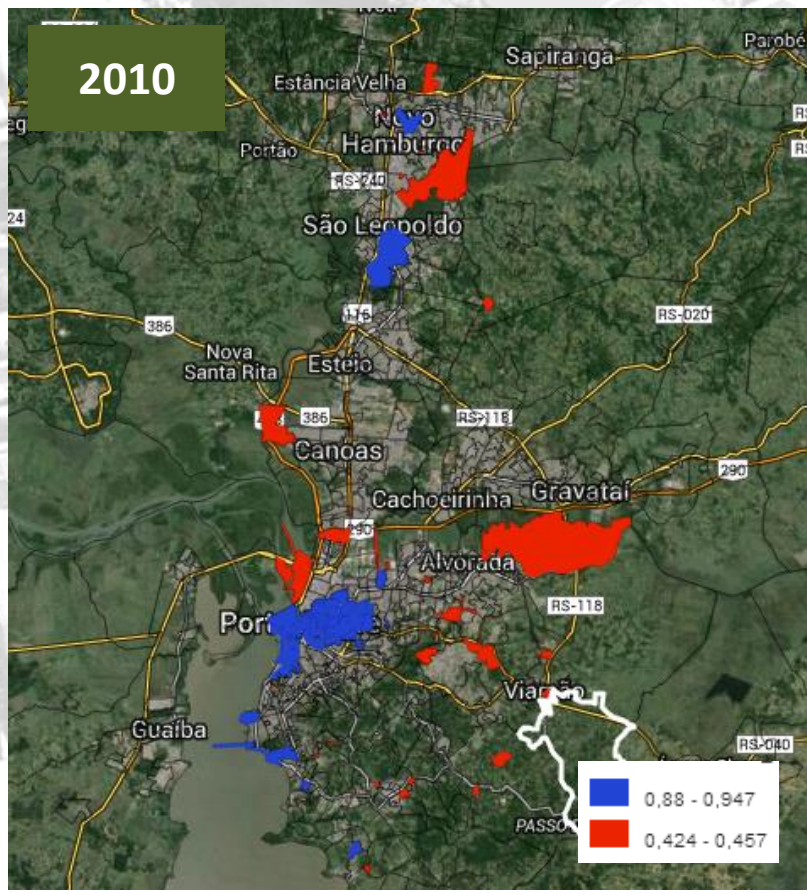 2010
Sapiranga
Parobé
Estância Velha
Novo
Hamburgo
Portão
RS-240
São Leopoldo
24
116
RS-020
386
Nova
Santa Rita
Esteio
386
RS-118
Canoas
290
Cachoeirinha
Gravataí
290
Alvorada
RS-118
Viamão
Guaíba
RS-040
PASSO
0,88 - 0,947
0,424 - 0,457